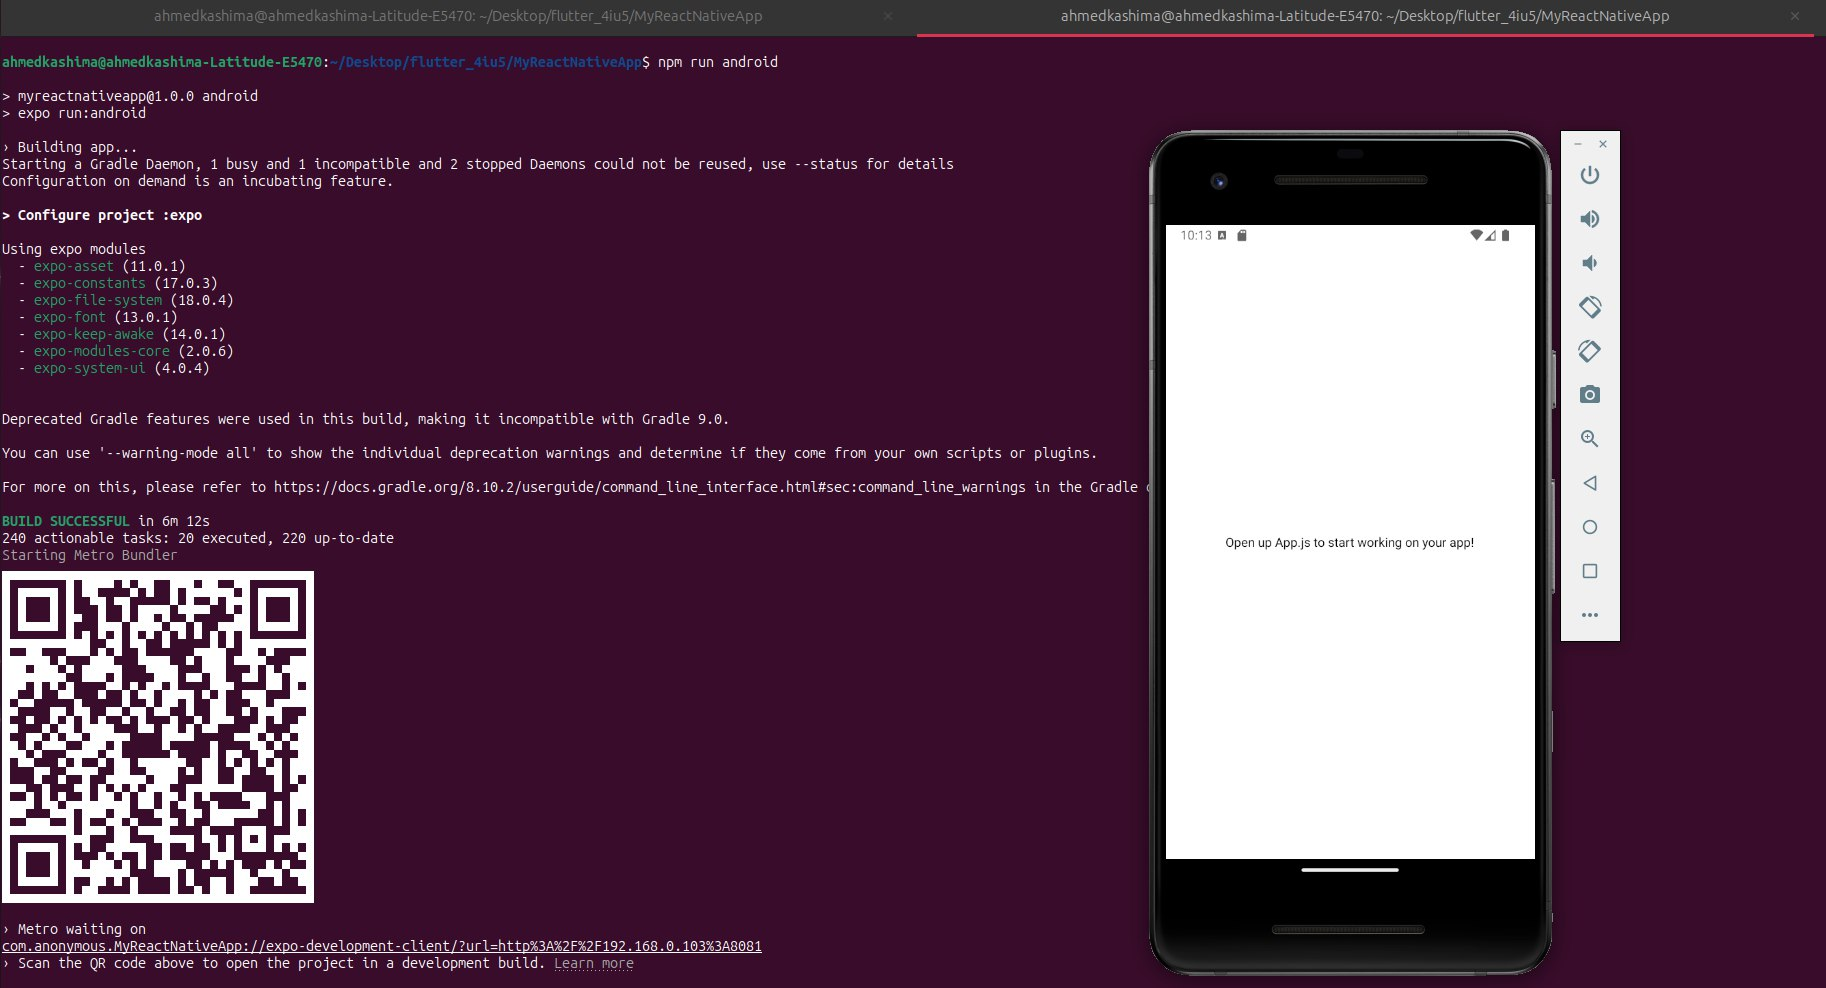 ahmedkashima@ahmedkashima-Latitude-E5470: ~/Desktop/flutter_4iu5/MyReactNativeApp
ahmedkashima@ahmedkashima-Latitude-E5470: ~/Desktop/flutter_4iu5/MyReactNativeApp
ahmedkashima@ahmedkashima-Latitude-E5470:~/Desktop/flutter_4iu5/MyReactNativeApp$ npm run android
> myreactnativeapp@1.0.0 android
> expo run:android
› Building app...
Starting a Gradle Daemon, 1 busy and 1 incompatible and 2 stopped Daemons could not be reused, use --status for details
Configuration on demand is an incubating feature.
> Configure project :expo
Using expo modules
- expo-asset (11.0.1)
- expo-constants (17.0.3)
- expo-file-system (18.0.4)
- expo-font (13.0.1)
- expo-keep-awake (14.0.1)
- expo-modules-core (2.0.6)
- expo-system-ui (4.0.4)
Deprecated Gradle features were used in this build, making it incompatible with Gradle 9.0.
You can use '--warning-mode all' to show the individual deprecation warnings and determine if they come from your own scripts or plugins.
For more on this, please refer to https://docs.gradle.org/8.10.2/userguide/command_line_interface.html#sec:command_line_warnings in the Gradle
BUILD SUCCESSFUL in 6m 12s
240 actionable tasks: 20 executed, 220 up-to-date
Starting Metro Bundler
› Metro waiting on
com.anonymous.MyReactNativeApp://expo-development-client/?url=http%3A%2F%2F192.168.0.103%3A8081
› Scan the QR code above to open the project in a development build. Learn more
10:13
Open up App.js to start working on your app!